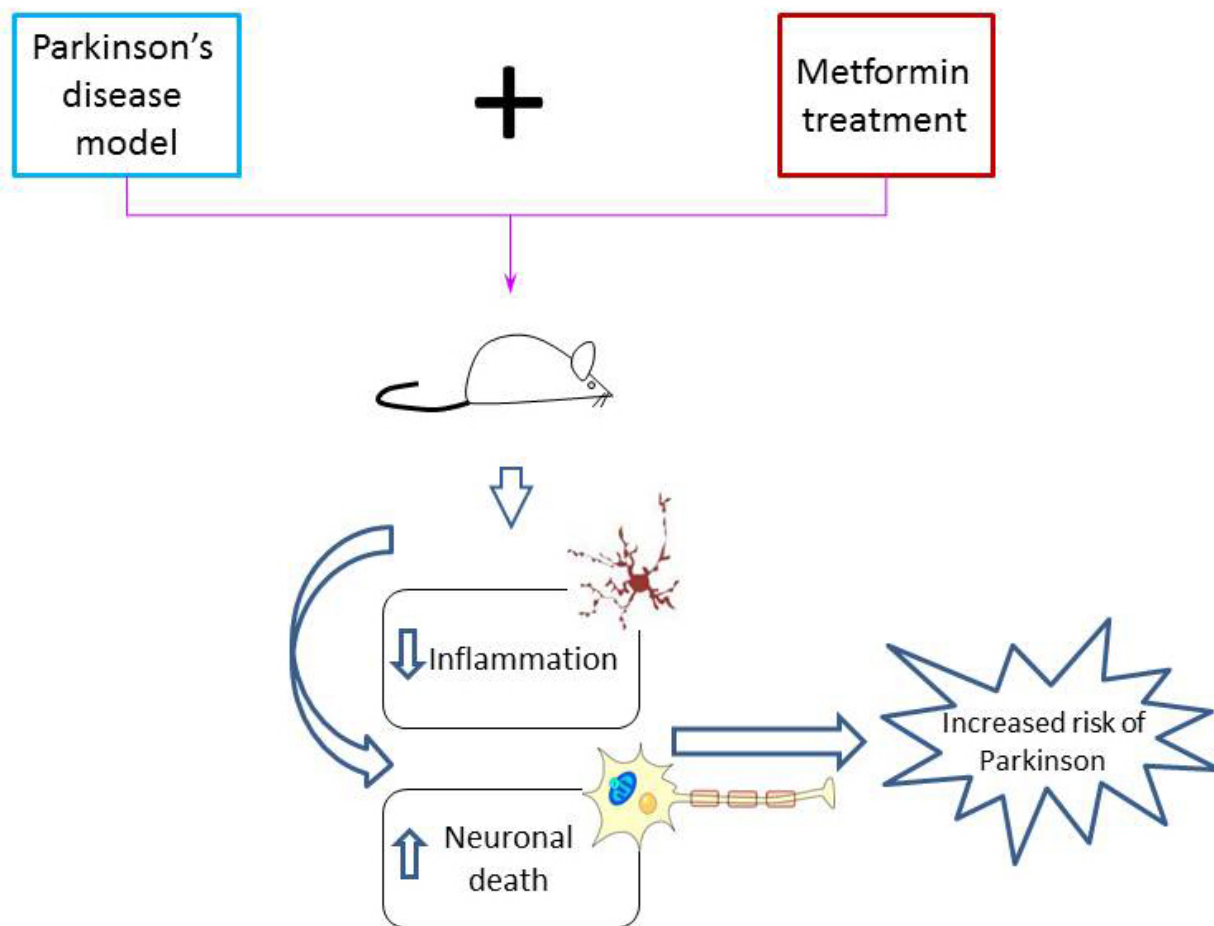 Parkinson’s
disease
model
+
Metformin
treatment
Inflammation
Neuronal
death
Increased risk of
Parkinson